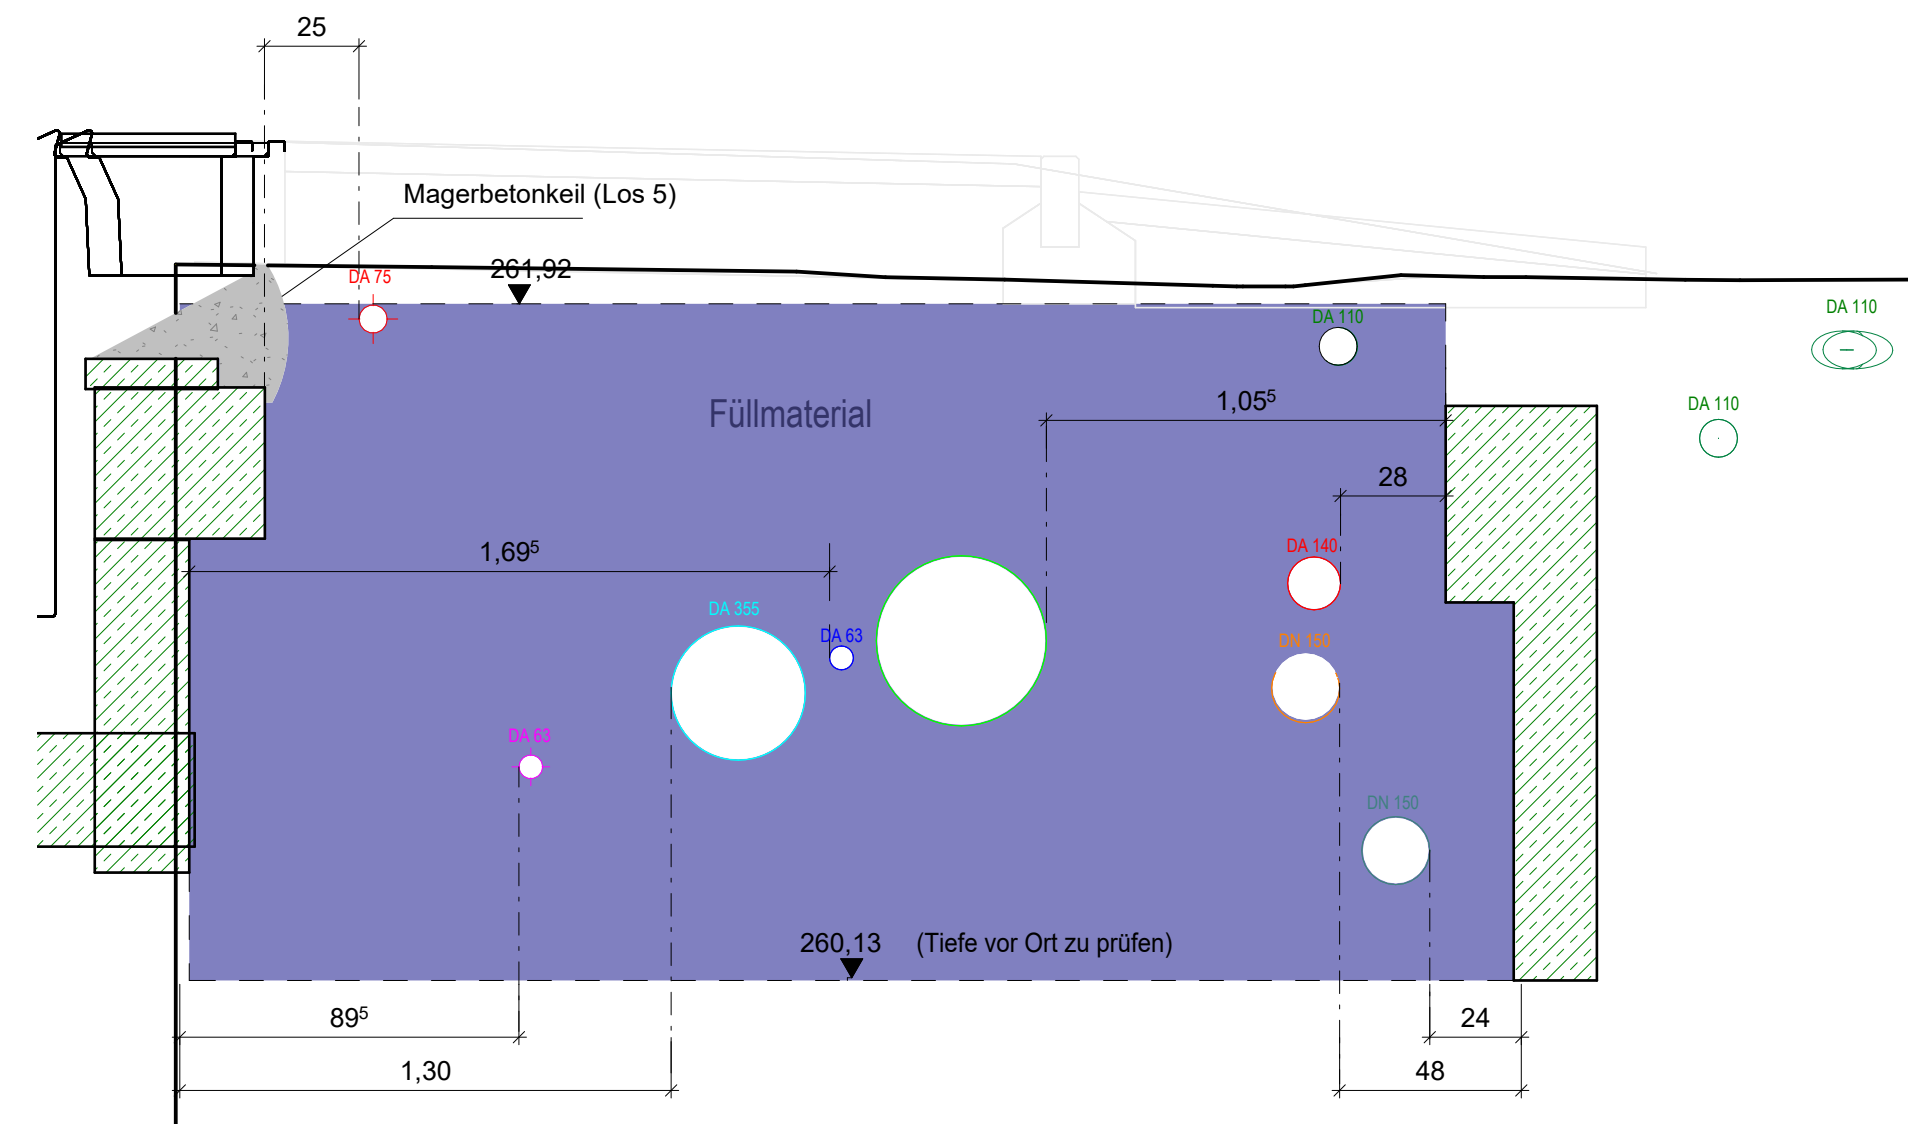 25
Magerbetonkeil (Los 5)
DA 75
261,92
DA 110
DA 110
Füllmaterial
1,05⁵
DA 110
28
1,69⁵
DA 140
DA 355
DA 63
DN 150
DA 63
DN 150
260,13 (Tiefe vor Ort zu prüfen)
89⁵
24
1,30
48